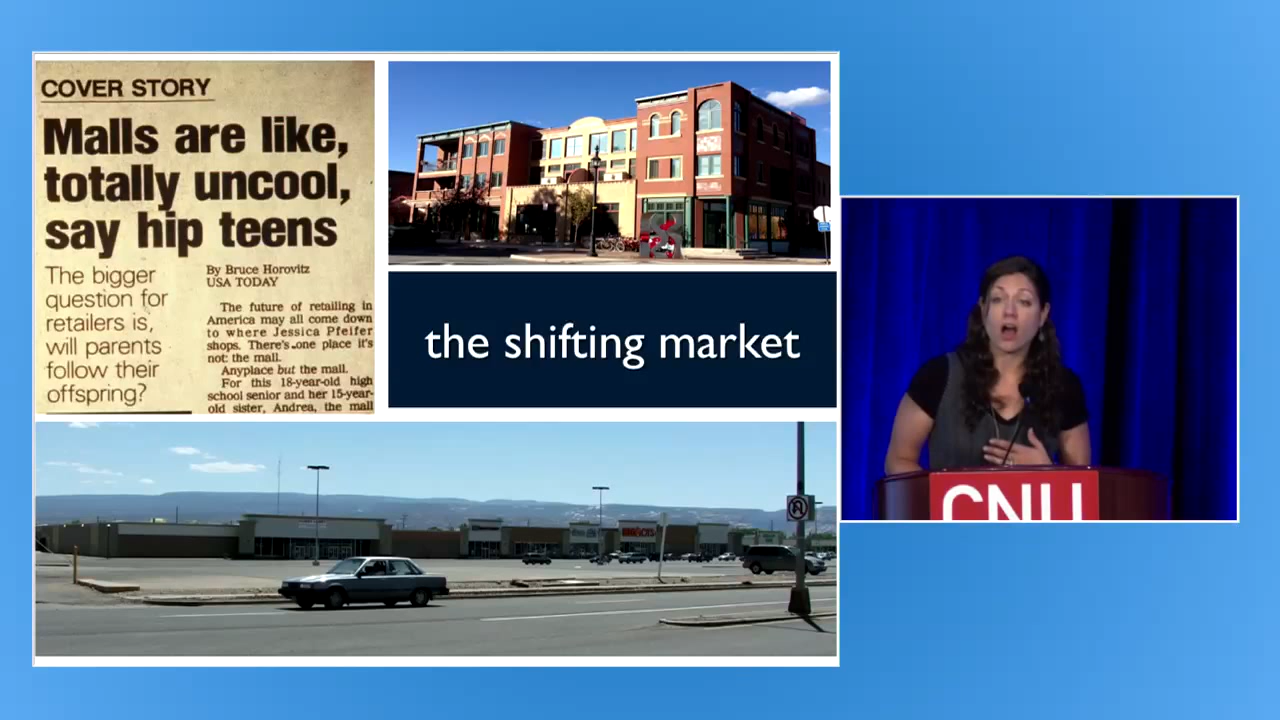 COVER STORY
Malls are like,
totally uncool,
say hip teens
The bigger
question for
retailers is,
will parents
follow their
offspring?
By Bruce Horovitz
USA TODAY
The future of retailing in
America may all come down
to where Jessica Pfeifer
shops. There's one place it's
not: the mall.
Anyplace but the mall.
For this 18-year-old high
school senior and her 15-year-
old sister, Andrea, the mall
the shifting market
CNU